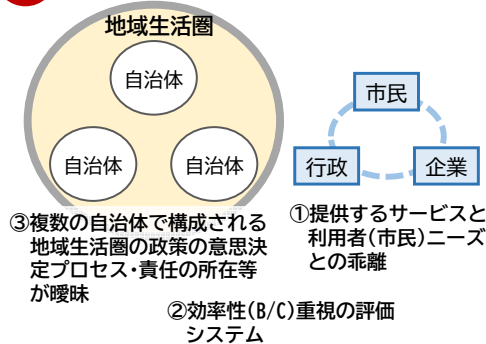 地域生活圏
自治体
自治体
自治体
市民
行政
企業
③複数の自治体で構成される
地域生活圏の政策の意思決
定プロセス・責任の所在等
が曖昧
①提供するサービスと
利用者(市民)ニーズ
との乖離
②効率性(B/C)重視の評価
システム